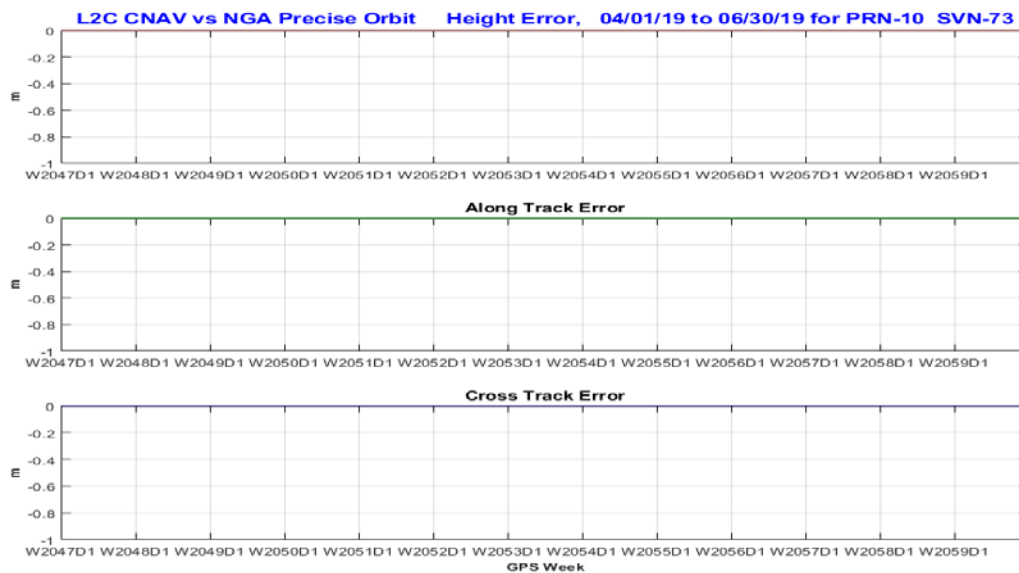 L2C CNAV vs NGA Precise Orbit Height Error, 04/01/19 to 06/30/19 for PRN-10 SVN-73
0
-0.2
-0.4
-0.6
-0.8
-1
m
W2047D1 W2048D1 W2049D1 W2050D1 W2051D1 W2052D1 W2053D1 W2054D1 W2055D1 W2056D1 W2057D1 W2058D1 W2059D1
Along Track Error
0
-0.2
-0.4
-0.6
-0.8
-1
m
W2047D1 W2048D1 W2049D1 W2050D1 W2051D1 W2052D1 W2053D1 W2054D1 W2055D1 W2056D1 W2057D1 W2058D1 W2059D1
Cross Track Error
0
-0.2
-0.4
-0.6
-0.8
-1
m
W2047D1 W2048D1 W2049D1 W2050D1 W2051D1 W2052D1 W2053D1 W2054D1 W2055D1 W2056D1 W2057D1 W2058D1 W2059D1
GPS Week